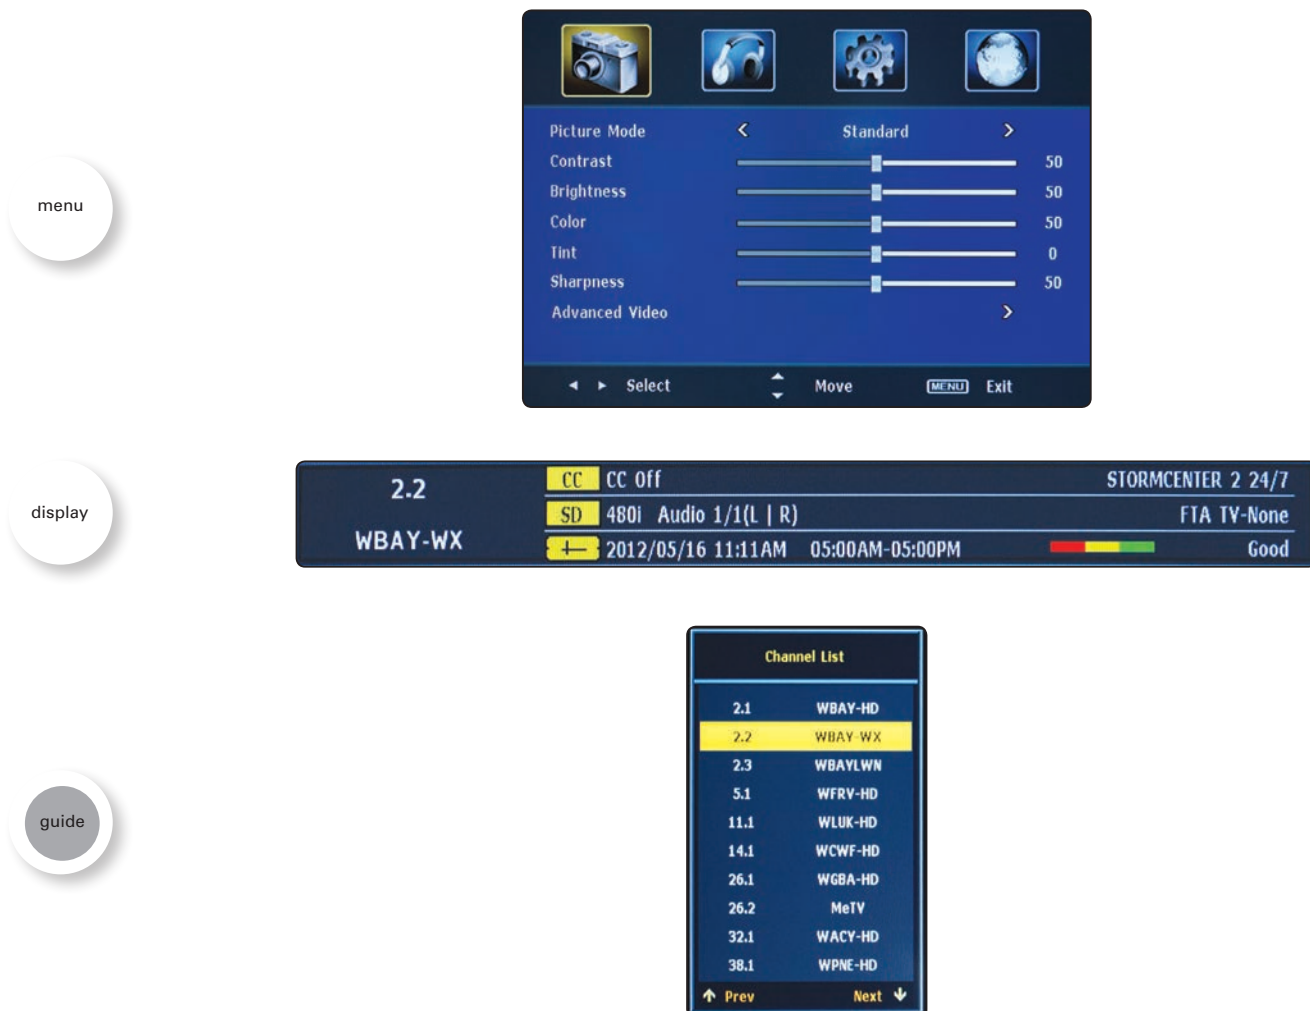 menu
Picture Mode < Standard >
Contrast 50
Brightness 50
Color 50
Tint 0
Sharpness 50
Advanced Video >
Select Move MENU Exit
display
2.2
WBAY-WX
CC CC Off STORMCENTER 2 24/7
SD 480i Audio 1/1(L | R) FTA TV-None
2012/05/16 11:11AM 05:00AM-05:00PM Good
guide
Channel List
2.1 WBAY-HD
2.2 WBAY-WX
2.3 WBAYLWN
5.1 WFRV-HD
11.1 WLUK-HD
14.1 WCWF-HD
26.1 WGBA-HD
26.2 MeTV
32.1 WACY-HD
38.1 WPNE-HD
Prev Next